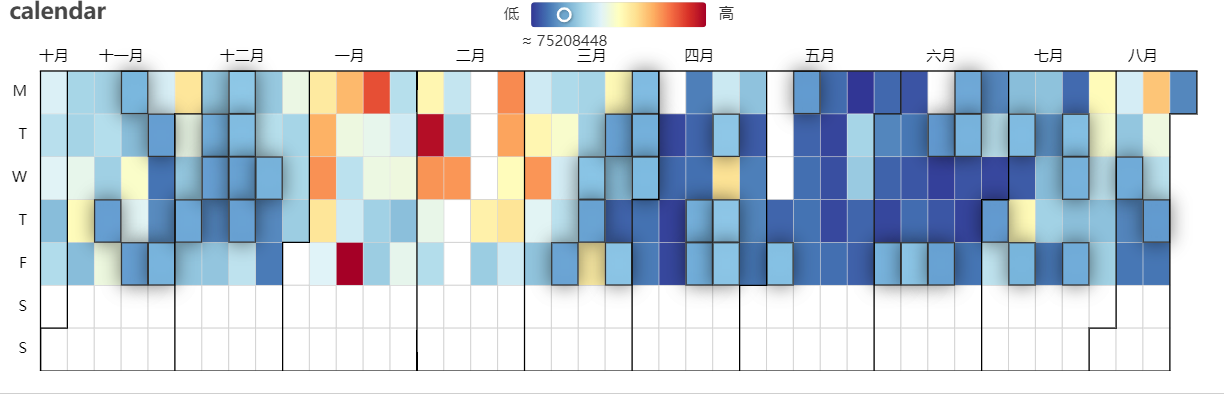 calendar
低 高
≈ 75208448
十月 十一月 十二月 一月 二月 三月 四月 五月 六月 七月 八月
M
T
W
T
F
S
S